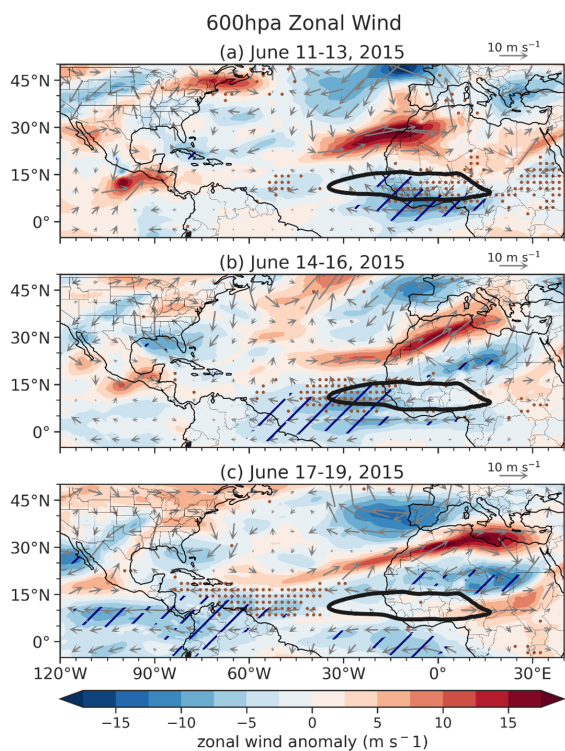 600hpa Zonal Wind
(a) June 11-13, 2015
10 m s⁻¹
45°N
30°N
15°N
0°
(b) June 14-16, 2015
10 m s⁻¹
45°N
30°N
15°N
0°
(c) June 17-19, 2015
10 m s⁻¹
45°N
30°N
15°N
0°
120°W 90°W 60°W 30°W 0° 30°E
−15 −10 −5 0 5 10 15
zonal wind anomaly (m s−1)